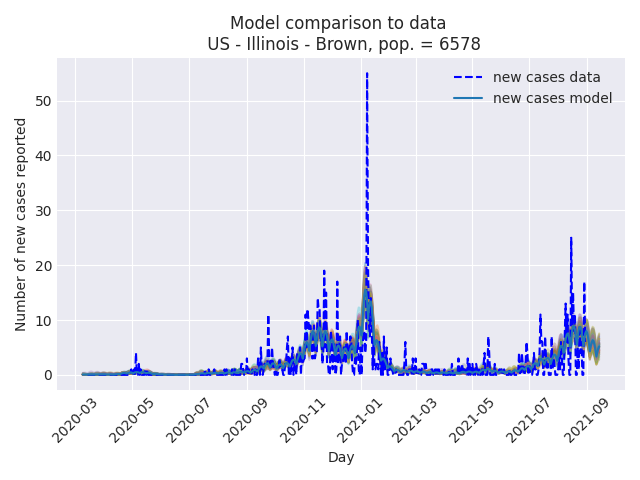 Model comparison to data
US - Illinois - Brown, pop. = 6578
new cases data
new cases model
Number of new cases reported
50
40
30
20
10
0
2020-03
2020-05
2020-07
2020-09
2020-11
2021-01
2021-03
2021-05
2021-07
2021-09
Day